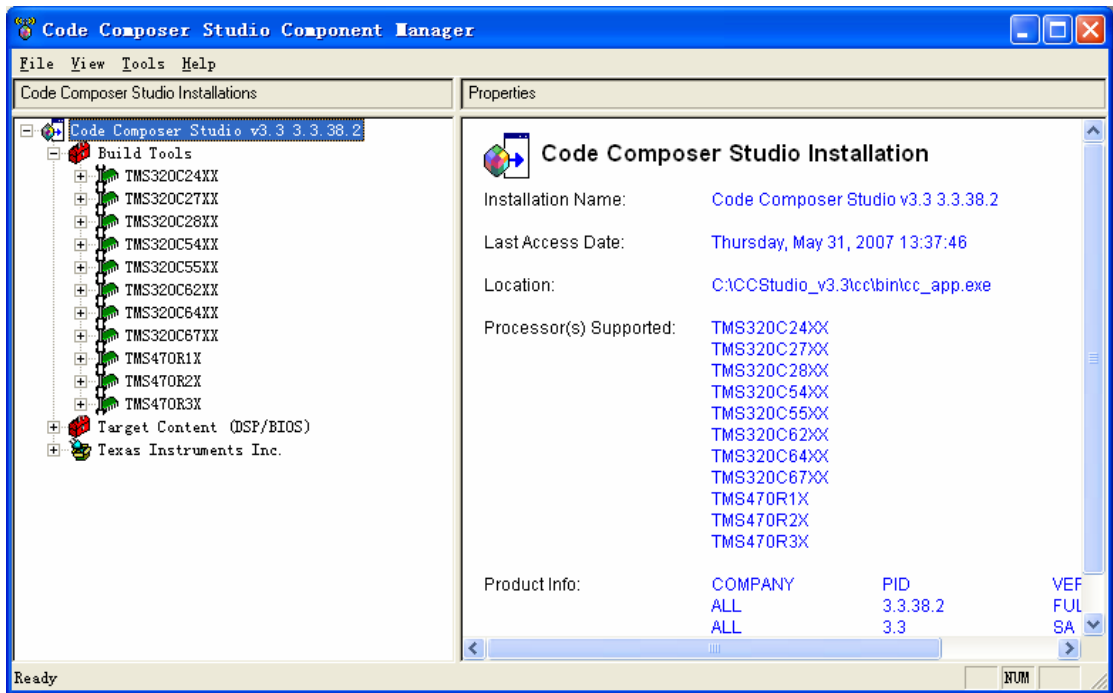 Code Composer Studio Component Manager
File View Tools Help
Code Composer Studio Installations
Properties
Code Composer Studio v3.3 3.3.38.2
Build Tools
TMS320C24XX
TMS320C27XX
TMS320C28XX
TMS320C54XX
TMS320C55XX
TMS320C62XX
TMS320C64XX
TMS320C67XX
TMS470R1X
TMS470R2X
TMS470R3X
Target Content (DSP/BIOS)
Texas Instruments Inc.
Code Composer Studio Installation
Installation Name: Code Composer Studio v3.3 3.3.38.2
Last Access Date: Thursday, May 31, 2007 13:37:46
Location: C:\CCStudio_v3.3\cc\bin\cc_app.exe
Processor(s) Supported: TMS320C24XX
TMS320C27XX
TMS320C28XX
TMS320C54XX
TMS320C55XX
TMS320C62XX
TMS320C64XX
TMS320C67XX
TMS470R1X
TMS470R2X
TMS470R3X
Product Info: COMPANY PID
ALL 3.3.38.2
ALL 3.3 SA
Ready NUM